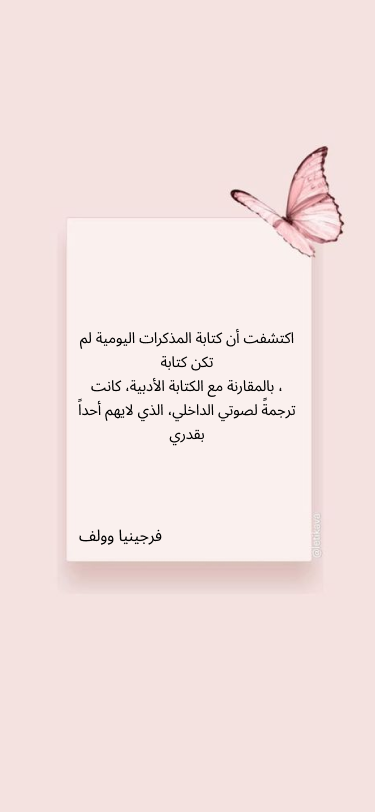 اكتشفت أن كتابة المذكرات اليومية لم
تكن كتابة
، بالمقارنة مع الكتابة الأدبية، كانت
ترجمةً لصوتي الداخلي، الذي لايهم أحداً
بقدري
فرجينيا وولف